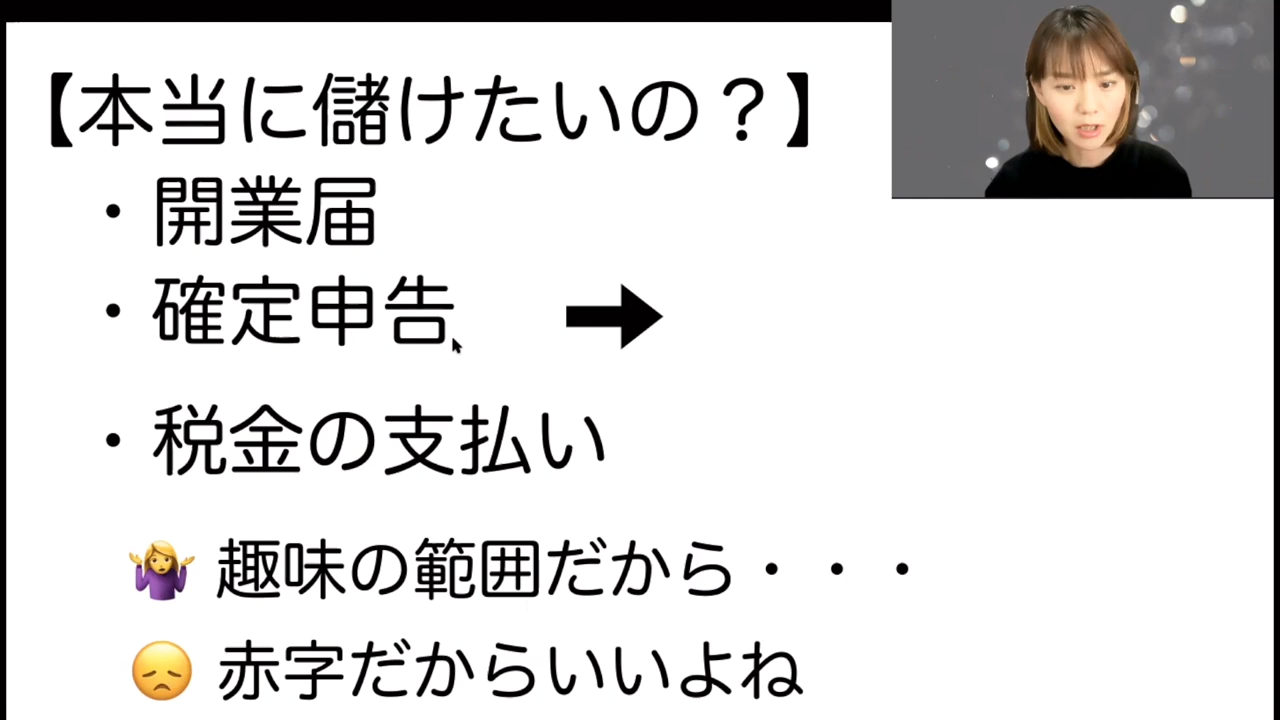 【本当に儲けたいの？】
・開業届
・確定申告 ➡
・税金の支払い
🤷‍♀️ 趣味の範囲だから・・・
😞 赤字だからいいよね